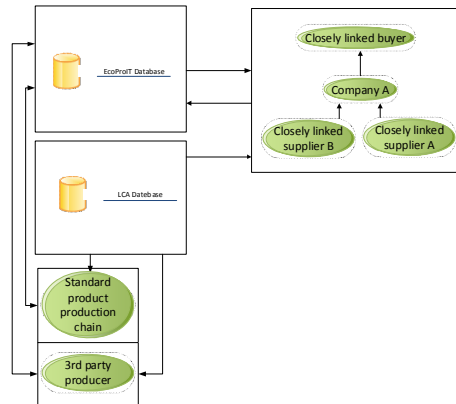 EcoProIT Database
LCA Datebase
Closely linked buyer
Company A
Closely linked
supplier B
Closely linked
supplier A
Standard
product
production
chain
3rd party
producer